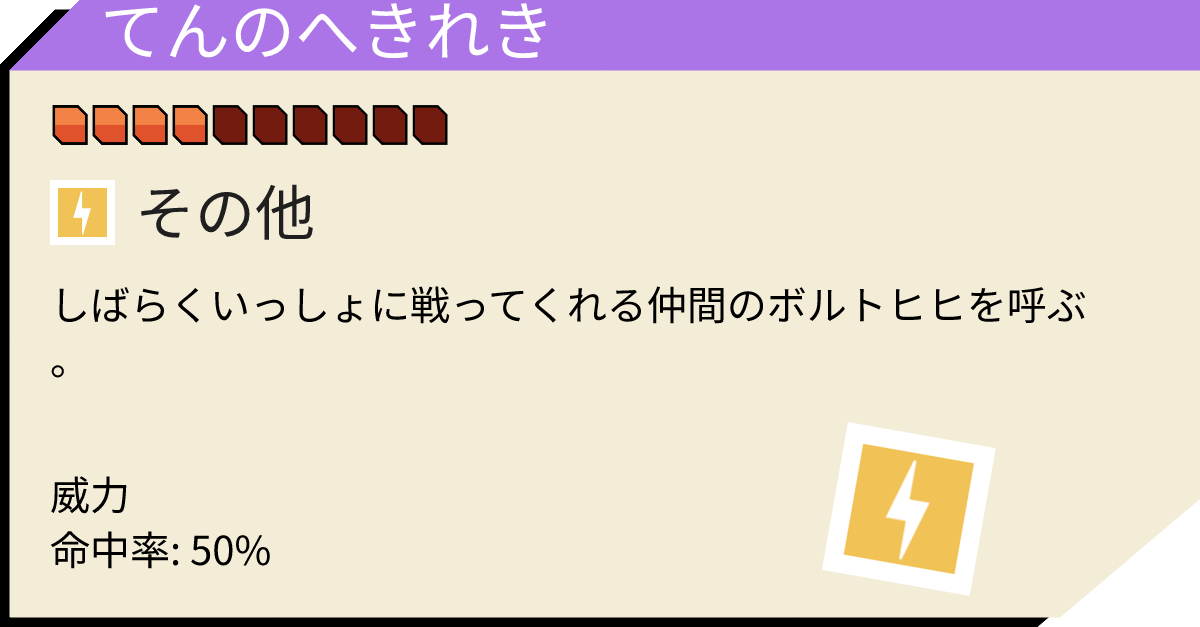 てんのへきれき
その他
しばらくいっしょに戦ってくれる仲間のボルトヒヒを呼ぶ
。
威力
命中率: 50%